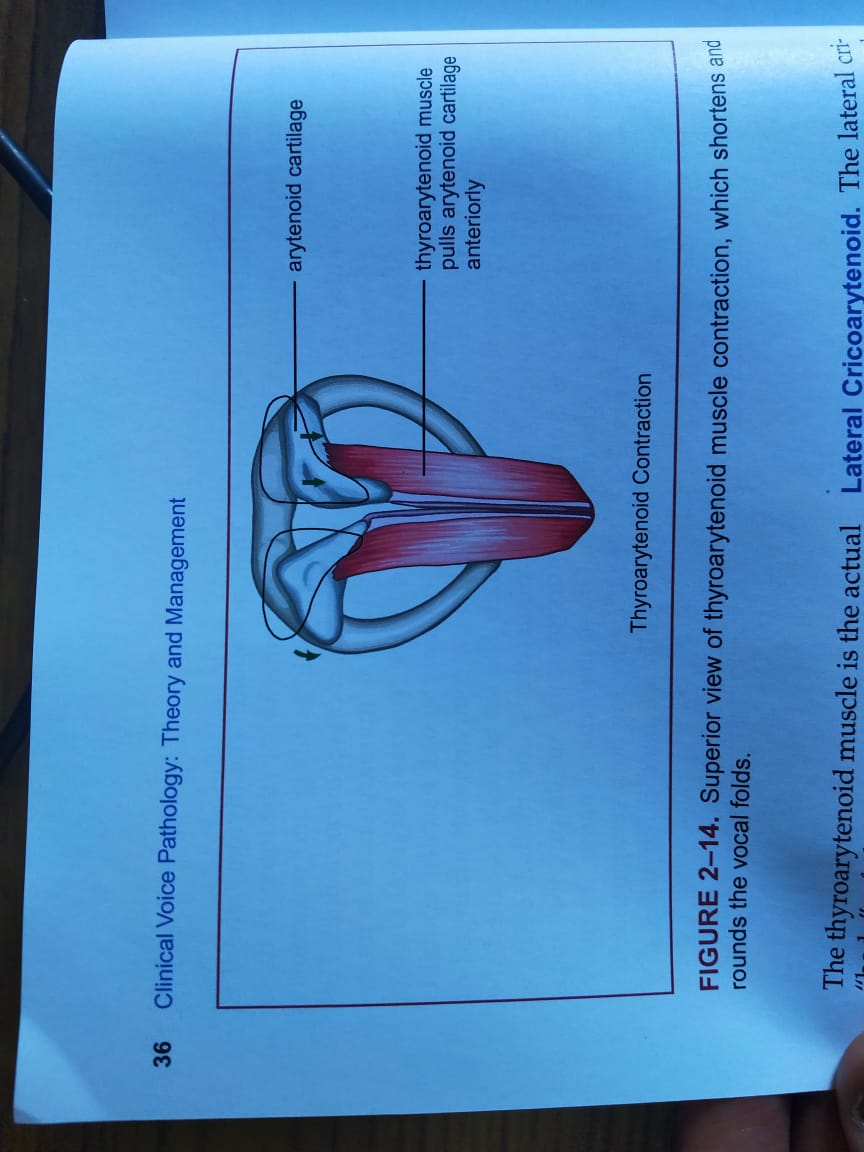 36 Clinical Voice Pathology: Theory and Management
arytenoid cartilage
thyroarytenoid muscle
pulls arytenoid cartilage
anteriorly
Thyroarytenoid Contraction
FIGURE 2–14. Superior view of thyroarytenoid muscle contraction, which shortens and
rounds the vocal folds.
The thyroarytenoid muscle is the actual
Lateral Cricoarytenoid. The lateral cri-